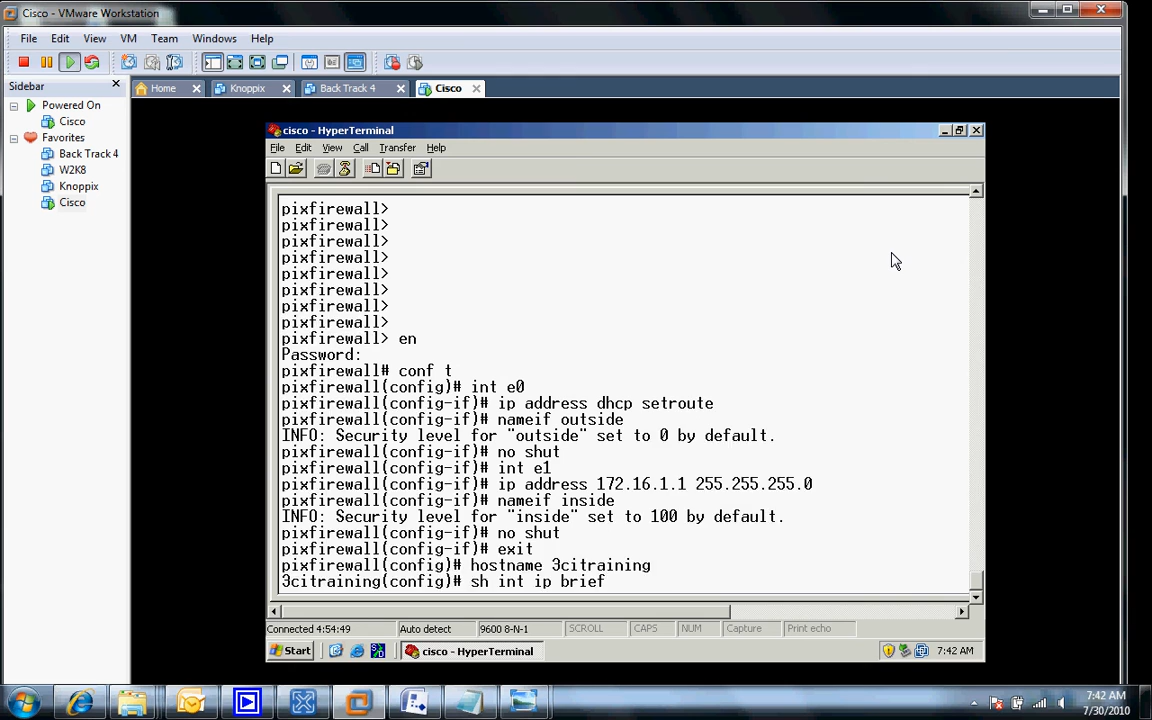 Cisco - VMware Workstation
File Edit View VM Team Windows Help
Sidebar
Home Knoppix Back Track 4 Cisco
Powered On
Cisco
Favorites
Back Track 4
W2K8
Knoppix
Cisco
cisco - HyperTerminal
File Edit View Call Transfer Help
pixfirewall>
pixfirewall>
pixfirewall>
pixfirewall>
pixfirewall>
pixfirewall>
pixfirewall>
pixfirewall>
pixfirewall> en
Password:
pixfirewall# conf t
pixfirewall(config)# int e0
pixfirewall(config-if)# ip address dhcp setroute
pixfirewall(config-if)# nameif outside
INFO: Security level for "outside" set to 0 by default.
pixfirewall(config-if)# no shut
pixfirewall(config-if)# int e1
pixfirewall(config-if)# ip address 172.16.1.1 255.255.255.0
pixfirewall(config-if)# nameif inside
INFO: Security level for "inside" set to 100 by default.
pixfirewall(config-if)# no shut
pixfirewall(config-if)# exit
pixfirewall(config)# hostname 3citraining
3citraining(config)# sh int ip brief
Connected 4:54:49 Auto detect 9600 8-N-1 SCROLL CAPS NUM Capture Print echo
Start cisco - HyperTerminal 7:42 AM
7:42 AM
7/30/2010